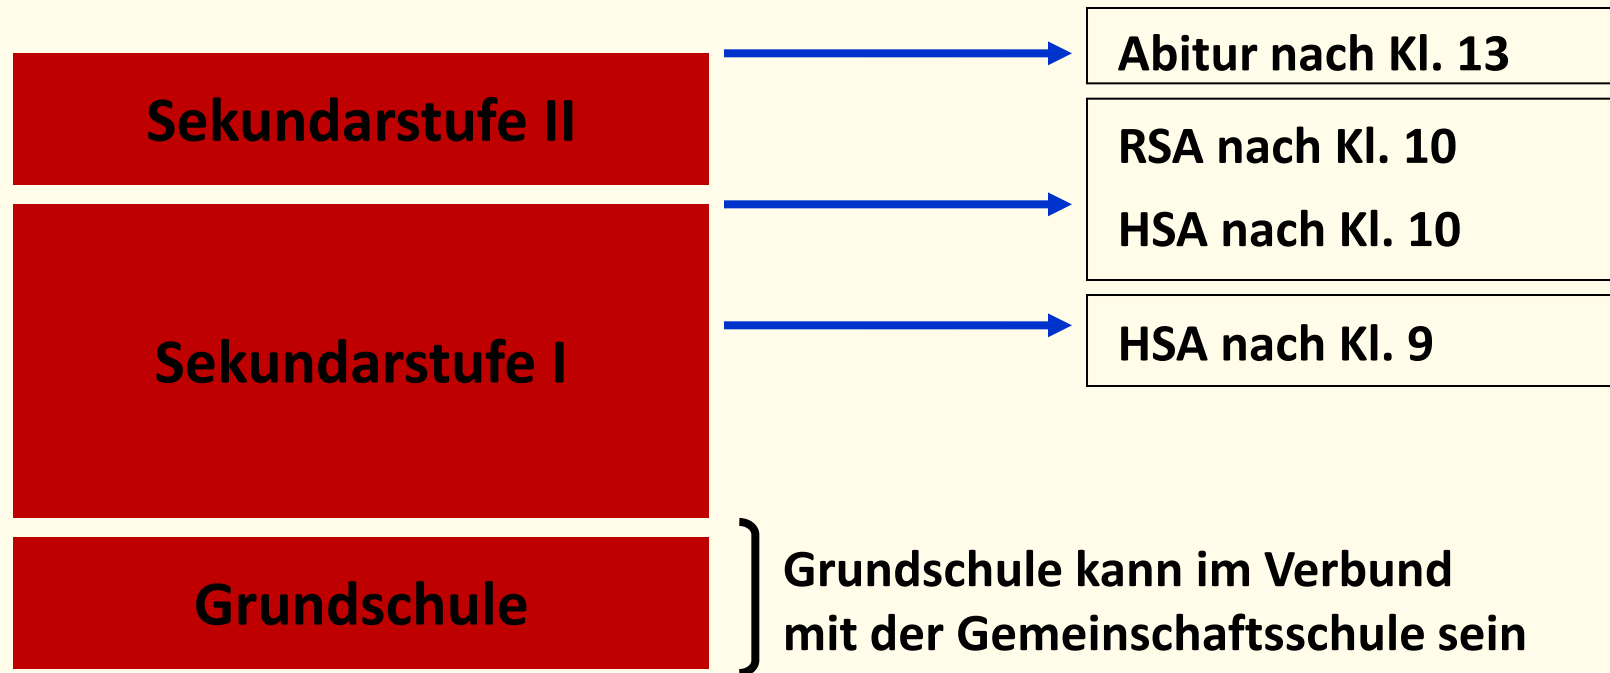 Abitur nach Kl. 13
Sekundarstufe II
RSA nach Kl. 10
HSA nach Kl. 10
Sekundarstufe I
HSA nach Kl. 9
Grundschule
Grundschule kann im Verbund
mit der Gemeinschaftsschule sein